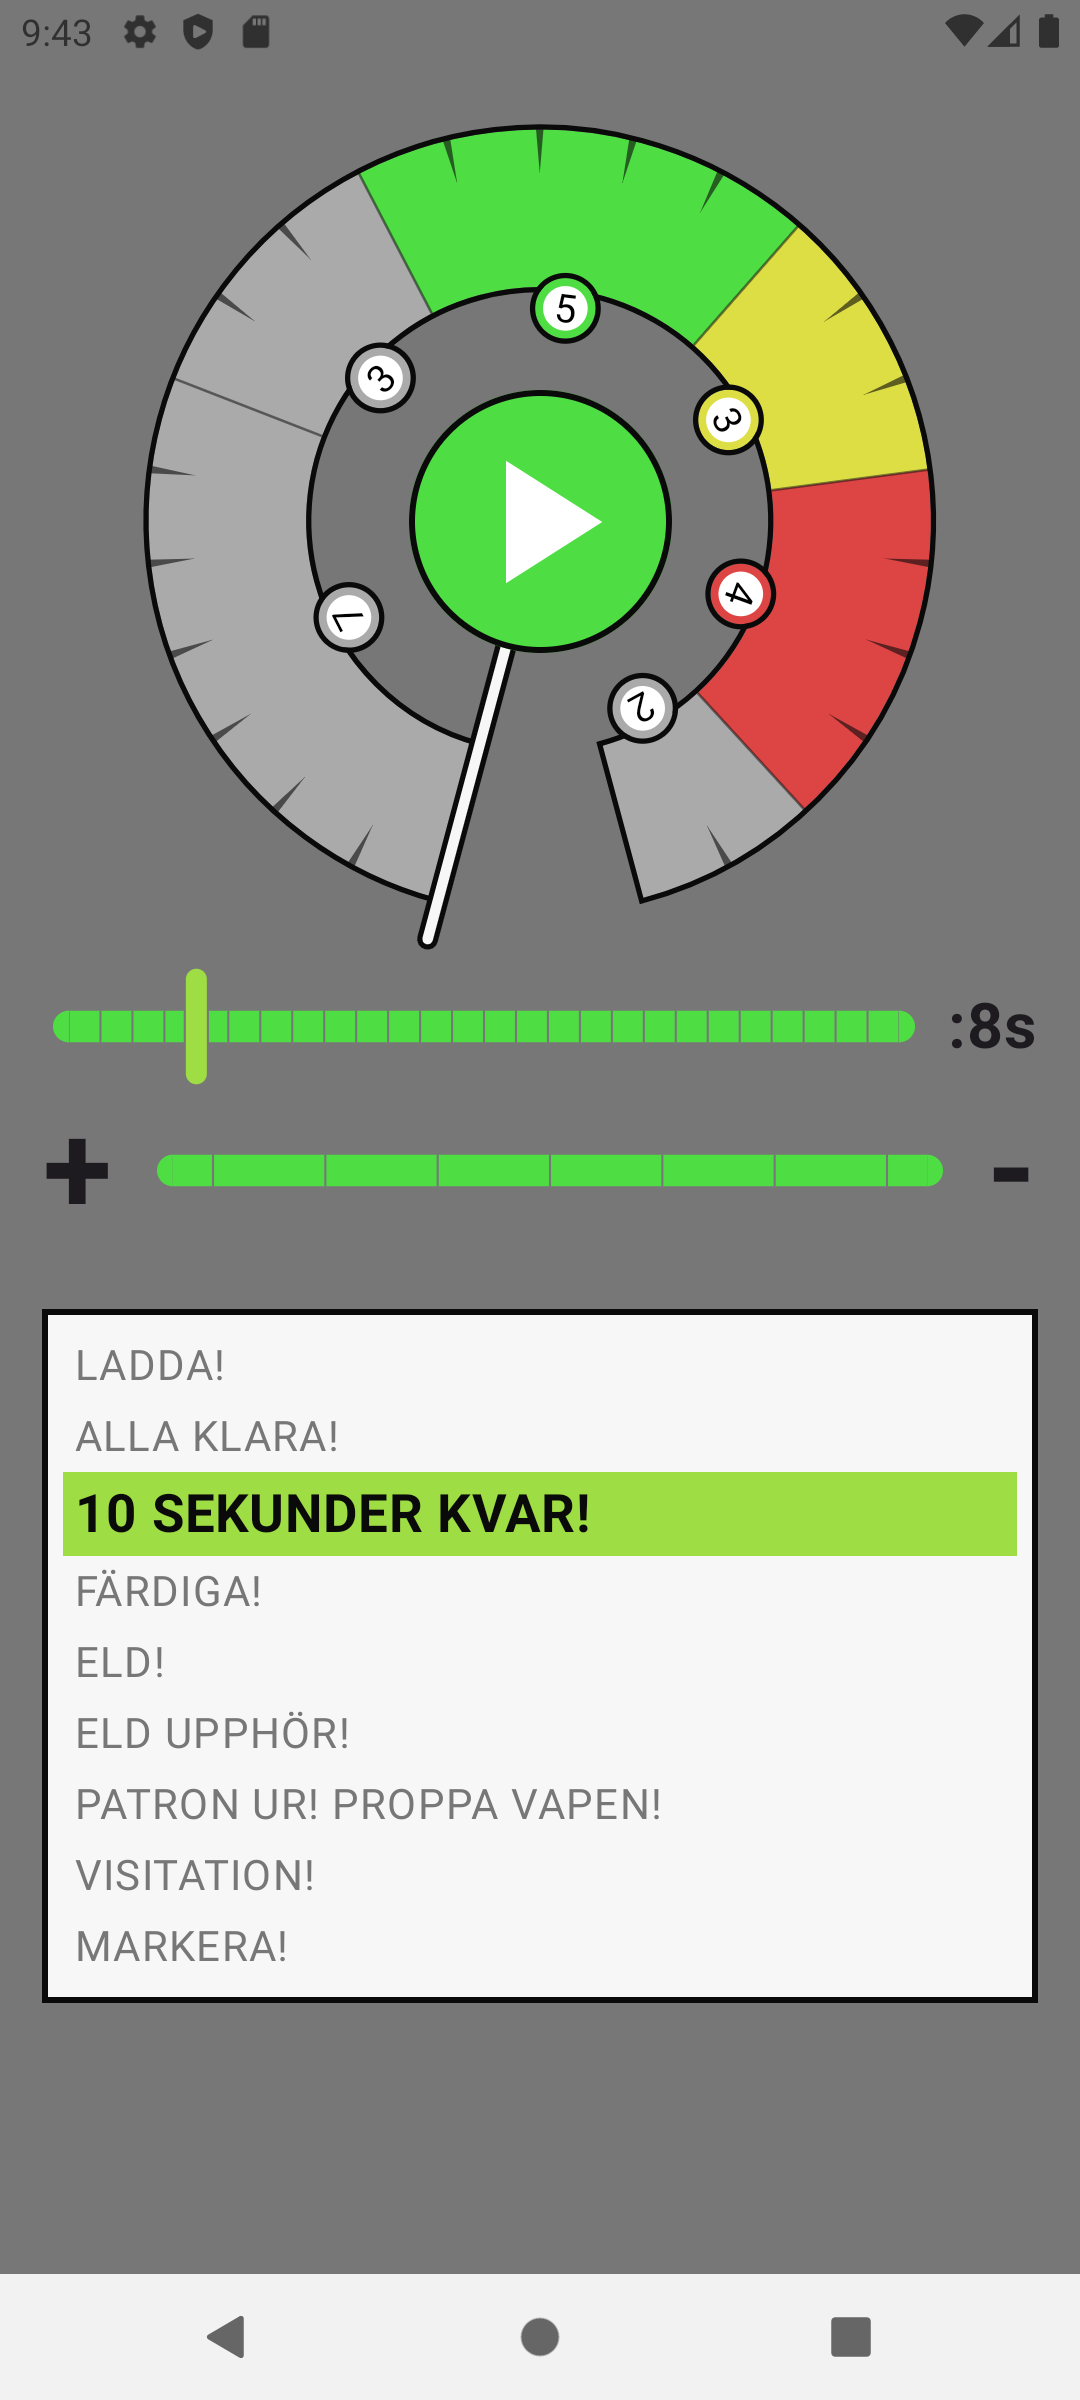 9:43
5
3
3
4
7
2
:8s
+ -
LADDA!
ALLA KLARA!
10 SEKUNDER KVAR!
FÄRDIGA!
ELD!
ELD UPPHÖR!
PATRON UR! PROPPA VAPEN!
VISITATION!
MARKERA!